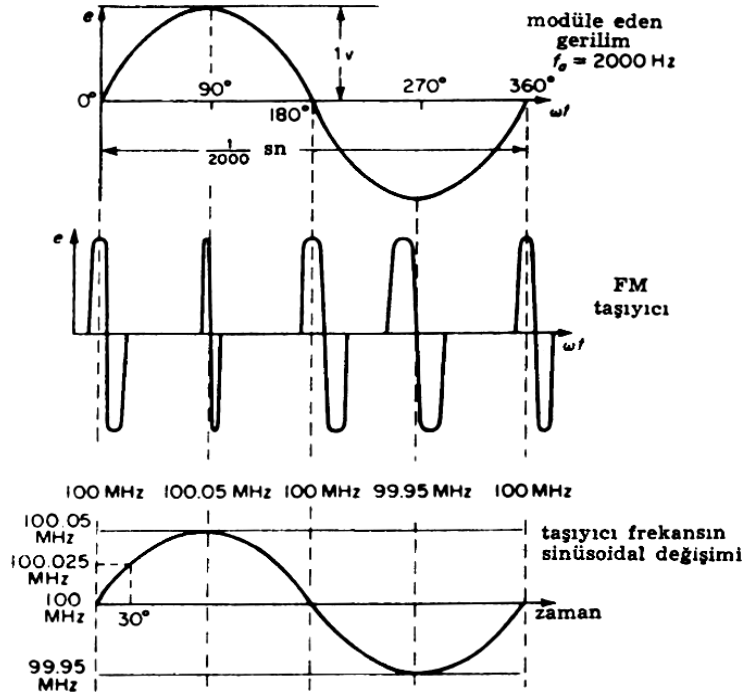 e
modüle eden
gerilim
fₐ = 2000 Hz
1 v
0°
90°
180°
270°
360°
ωt
1/2000 sn
e
FM
taşıyıcı
ωt
100 MHz 100.05 MHz 100 MHz 99.95 MHz 100 MHz
100.05
MHz
taşıyıcı frekansın
sinüsoidal değişimi
100.025
MHz
100
MHz
30°
zaman
99.95
MHz